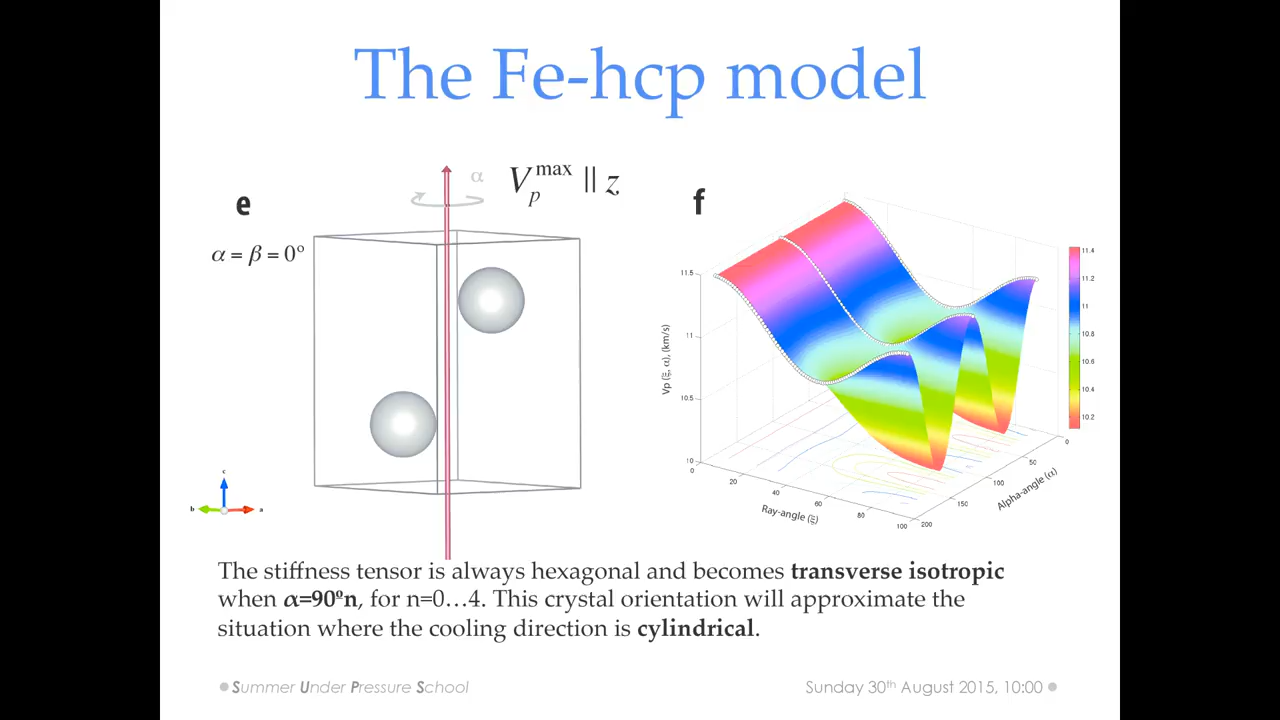 The Fe-hcp model
e
α = β = 0°
α
V_p^max || z
c
b
a
f
11.5
11
10.5
10
Vp (ξ, α), (km/s)
0
20
40
60
80
100
Ray-angle (ξ)
200
150
100
50
0
Alpha-angle (α)
11.4
11.2
11
10.8
10.6
10.4
10.2
The stiffness tensor is always hexagonal and becomes transverse isotropic
when α=90ºn, for n=0…4. This crystal orientation will approximate the
situation where the cooling direction is cylindrical.
Summer Under Pressure School
Sunday 30th August 2015, 10:00